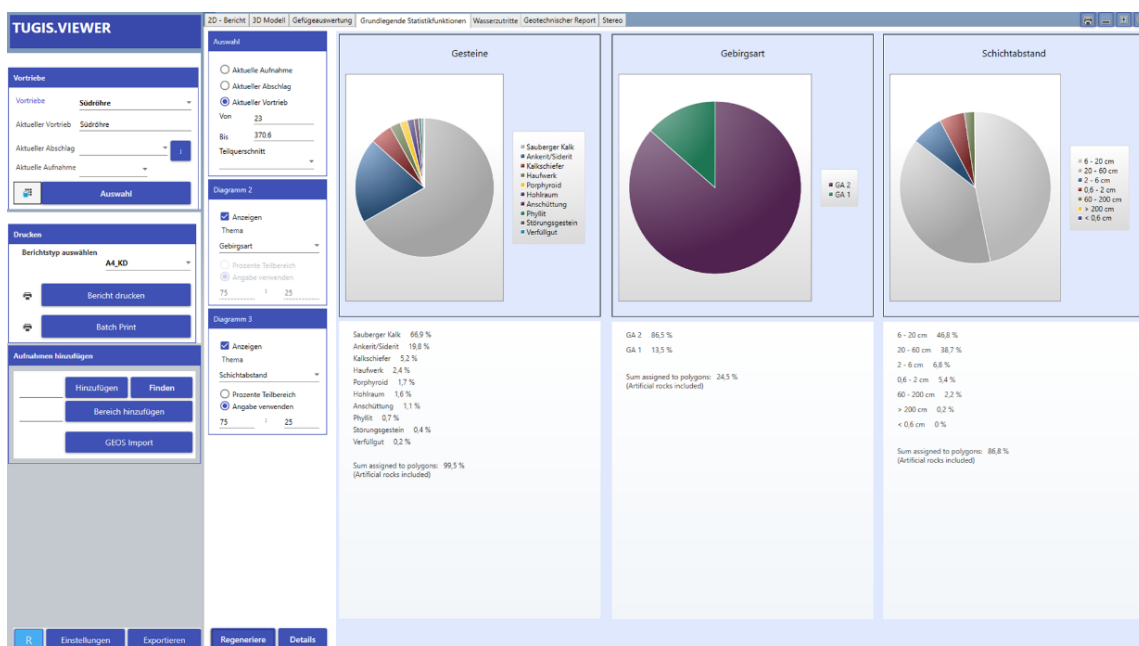 TUGIS.VIEWER
Vortriebe
Vortriebe Südröhre
Aktueller Vortrieb Südröhre
Aktueller Abschlag
Aktuelle Aufnahme
Auswahl
Drucken
Berichtstyp auswählen
A4_KD
Bericht drucken
Batch Print
Aufnahmen hinzufügen
Hinzufügen Finden
Bereich hinzufügen
GEOS Import
R Einstellungen Exportieren
2D - Bericht 3D Modell Gefügeauswertung Grundlegende Statistikfunktionen Wasserzutritte Geotechnischer Report Stereo
Auswahl
Aktuelle Aufnahme
Aktueller Abschlag
Aktueller Vortrieb
Von 23
Bis 370.6
Teilquerschnitt
Diagramm 2
Anzeigen
Thema
Gebirgsart
Prozente Teilbereich
Angabe verwenden
75 : 25
Diagramm 3
Anzeigen
Thema
Schichtabstand
Prozente Teilbereich
Angabe verwenden
75 : 25
Regeneriere Details
Gesteine
Sauberger Kalk
Ankerit/Siderit
Kalkschiefer
Haufwerk
Porphyroid
Hohlraum
Anschüttung
Phyllit
Störungsgestein
Verfüllgut
Sauberger Kalk 66,9 %
Ankerit/Siderit 19,8 %
Kalkschiefer 5,2 %
Haufwerk 2,4 %
Porphyroid 1,7 %
Hohlraum 1,6 %
Anschüttung 1,1 %
Phyllit 0,7 %
Störungsgestein 0,4 %
Verfüllgut 0,2 %
Sum assigned to polygons: 99,5 %
(Artificial rocks included)
Gebirgsart
GA 2
GA 1
GA 2 86,5 %
GA 1 13,5 %
Sum assigned to polygons: 24,5 %
(Artificial rocks included)
Schichtabstand
6 - 20 cm
20 - 60 cm
2 - 6 cm
0,6 - 2 cm
60 - 200 cm
> 200 cm
< 0,6 cm
6 - 20 cm 46,8 %
20 - 60 cm 38,7 %
2 - 6 cm 6,8 %
0,6 - 2 cm 5,4 %
60 - 200 cm 2,2 %
> 200 cm 0,2 %
< 0,6 cm 0 %
Sum assigned to polygons: 86,8 %
(Artificial rocks included)